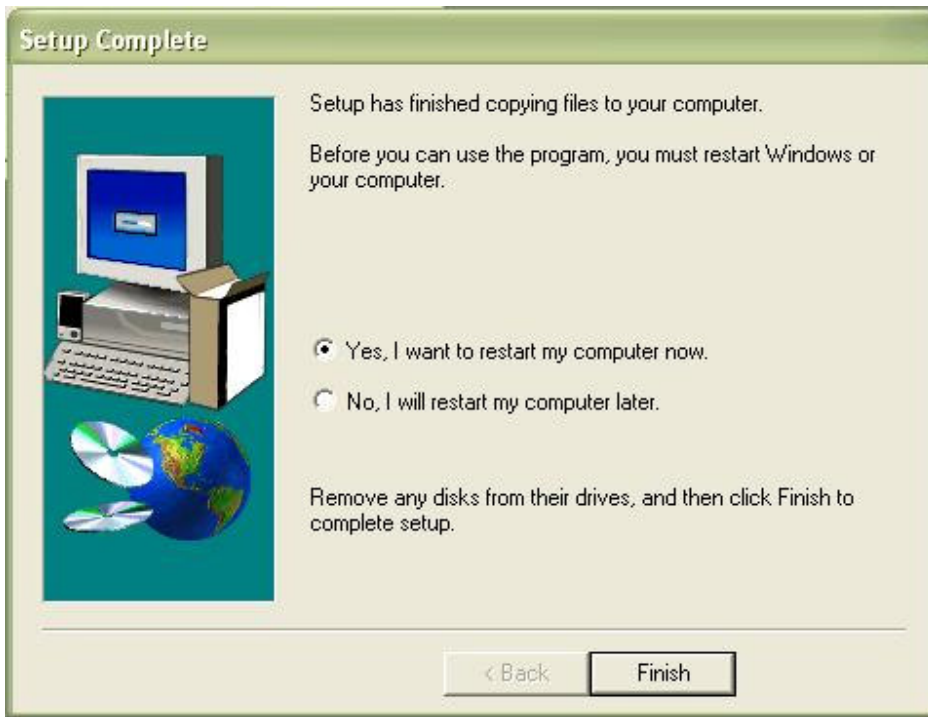 Setup Complete
Setup has finished copying files to your computer.
Before you can use the program, you must restart Windows or
your computer.
Yes, I want to restart my computer now.
No, I will restart my computer later.
Remove any disks from their drives, and then click Finish to
complete setup.
< Back Finish